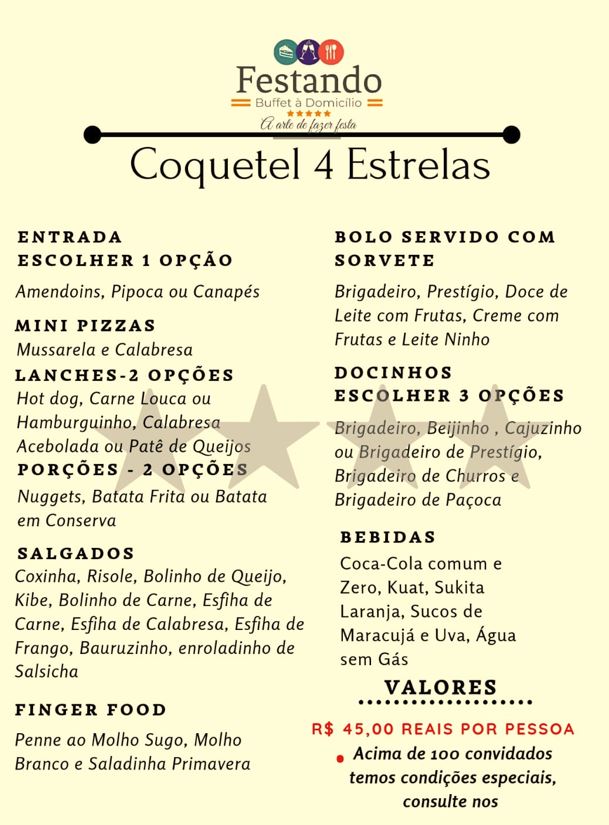 Festando
Buffet à Domicílio
A arte de fazer festa
Coquetel 4 Estrelas
ENTRADA
ESCOLHER 1 OPÇÃO
Amendoins, Pipoca ou Canapés
MINI PIZZAS
Mussarela e Calabresa
LANCHES-2 OPÇÕES
Hot dog, Carne Louca ou
Hamburguinho, Calabresa
Acebolada ou Patê de Queijos
PORÇÕES - 2 OPÇÕES
Nuggets, Batata Frita ou Batata
em Conserva
SALGADOS
Coxinha, Risole, Bolinho de Queijo,
Kibe, Bolinho de Carne, Esfiha de
Carne, Esfiha de Calabresa, Esfiha de
Frango, Bauruzinho, enroladinho de
Salsicha
FINGER FOOD
Penne ao Molho Sugo, Molho
Branco e Saladinha Primavera
BOLO SERVIDO COM
SORVETE
Brigadeiro, Prestígio, Doce de
Leite com Frutas, Creme com
Frutas e Leite Ninho
DOCINHOS
ESCOLHER 3 OPÇÕES
Brigadeiro, Beijinho , Cajuzinho
ou Brigadeiro de Prestígio,
Brigadeiro de Churros e
Brigadeiro de Paçoca
BEBIDAS
Coca-Cola comum e
Zero, Kuat, Sukita
Laranja, Sucos de
Maracujá e Uva, Água
sem Gás
VALORES
R$ 45,00 REAIS POR PESSOA
Acima de 100 convidados
temos condições especiais,
consulte nos